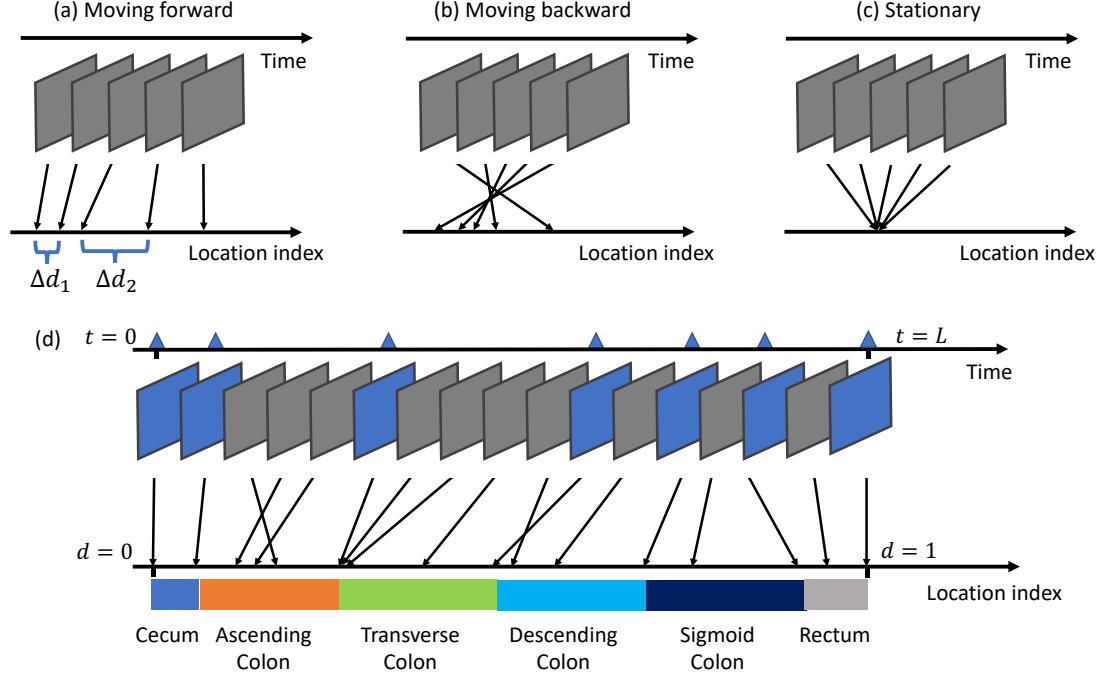 (a) Moving forward
(b) Moving backward
(c) Stationary
Time
Time
Time
Location index
Location index
Location index
Δd₁
Δd₂
(d)
t = 0
t = L
Time
d = 0
d = 1
Location index
Cecum
Ascending
Colon
Transverse
Colon
Descending
Colon
Sigmoid
Colon
Rectum